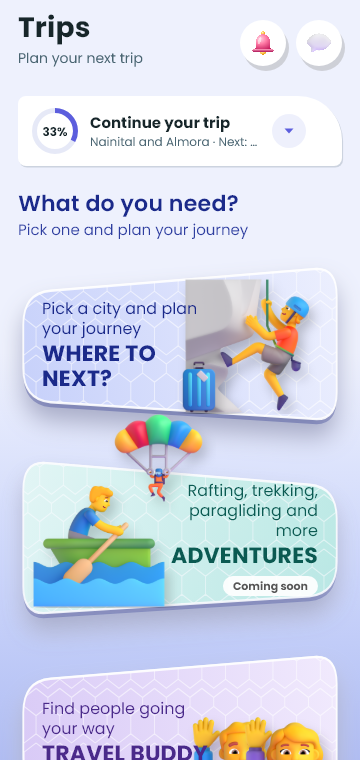 Trips
Plan your next trip
33%
Continue your trip
Nainital and Almora · Next: ...
What do you need?
Pick one and plan your journey
Pick a city and plan
your journey
WHERE TO
NEXT?
Rafting, trekking,
paragliding and
more
ADVENTURES
Coming soon
Find people going
your way
TRAVEL BUDDY